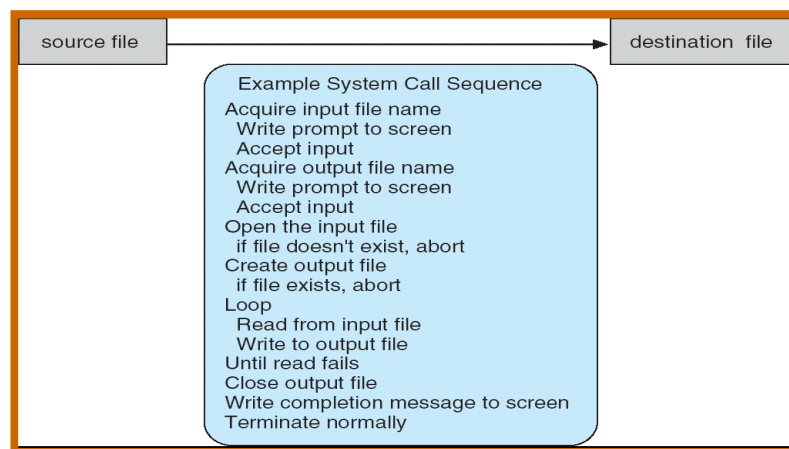 source file
destination file
Example System Call Sequence
Acquire input file name
Write prompt to screen
Accept input
Acquire output file name
Write prompt to screen
Accept input
Open the input file
if file doesn't exist, abort
Create output file
if file exists, abort
Loop
Read from input file
Write to output file
Until read fails
Close output file
Write completion message to screen
Terminate normally